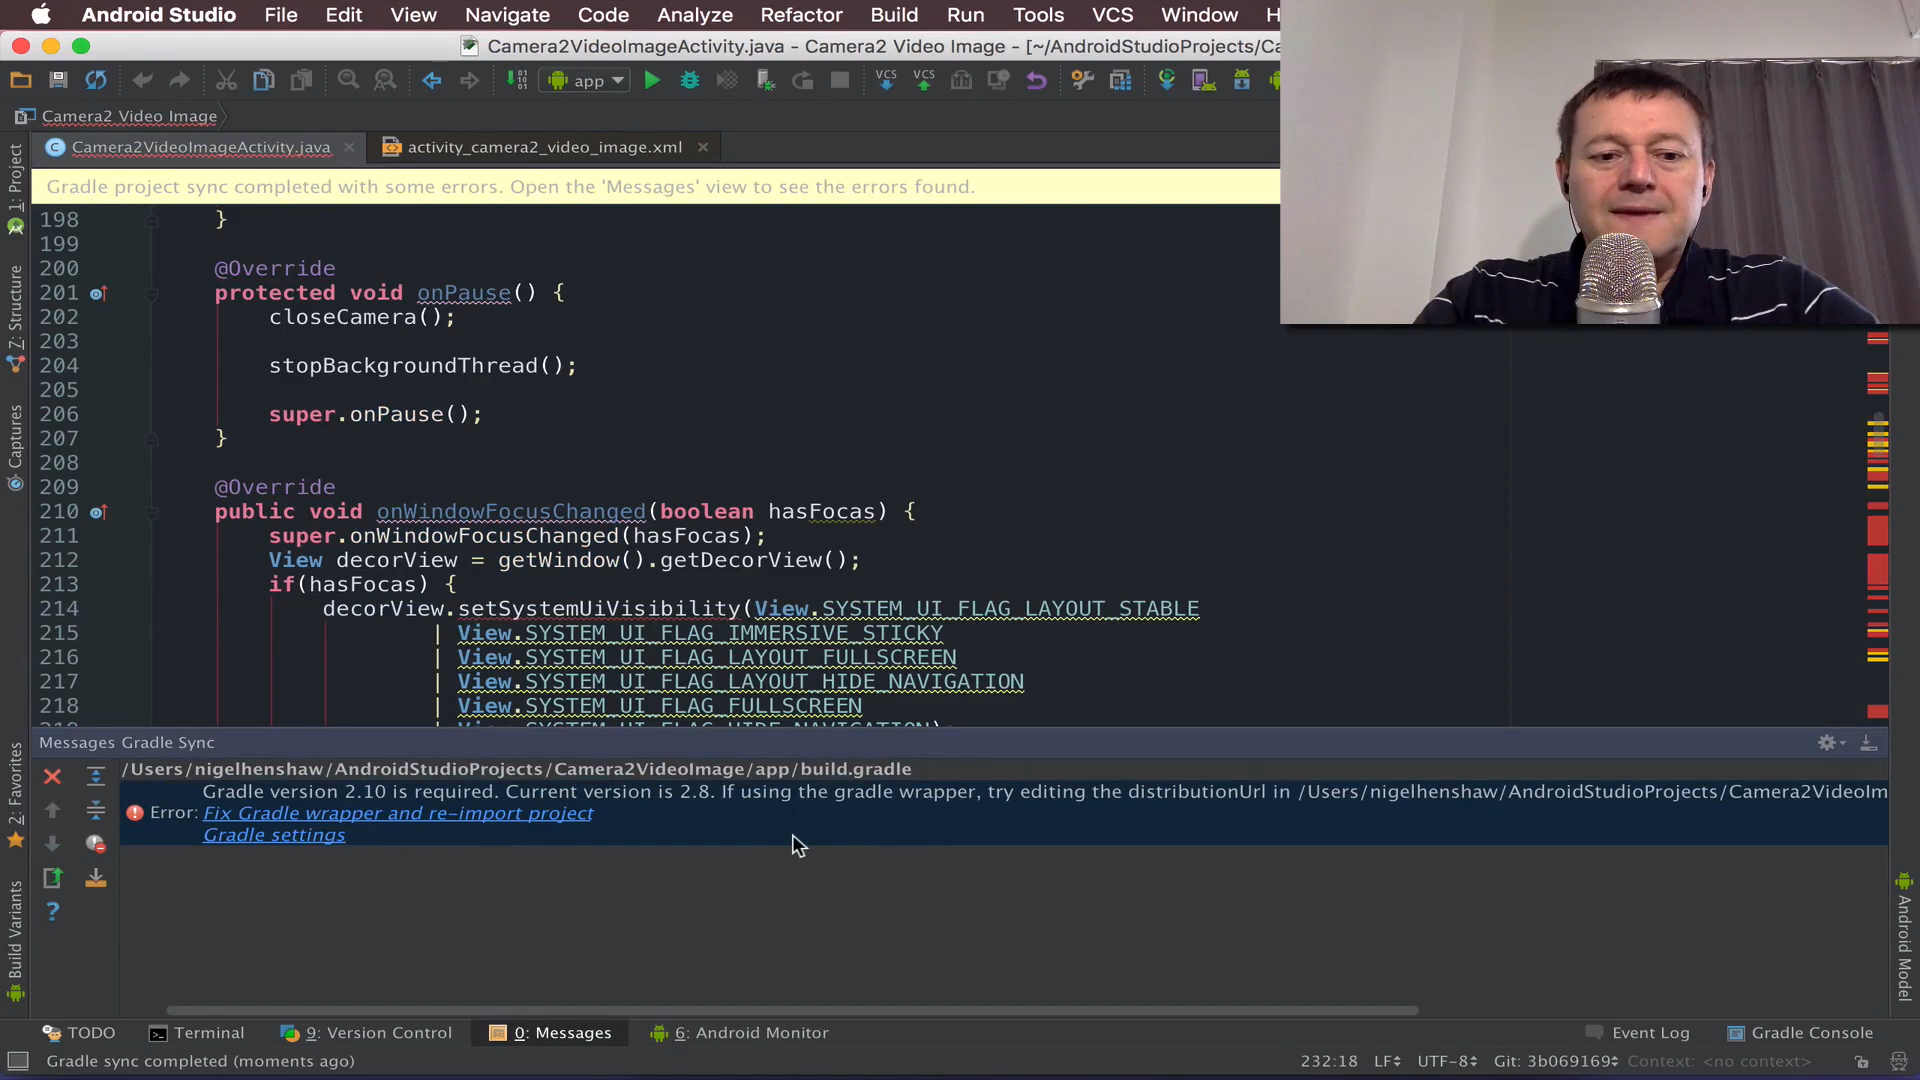 Android Studio File Edit View Navigate Code Analyze Refactor Build Run Tools VCS Window H
Camera2VideoImageActivity.java - Camera2 Video Image - [~/AndroidStudioProjects/Ca
app
VCS VCS
Camera2 Video Image
Camera2VideoImageActivity.java activity_camera2_video_image.xml
Gradle project sync completed with some errors. Open the 'Messages' view to see the errors found.
1: Project
7: Structure
Captures
2: Favorites
Build Variants
198 }
199
200 @Override
201 protected void onPause() {
202 closeCamera();
203
204 stopBackgroundThread();
205
206 super.onPause();
207 }
208
209 @Override
210 public void onWindowFocusChanged(boolean hasFocas) {
211 super.onWindowFocusChanged(hasFocas);
212 View decorView = getWindow().getDecorView();
213 if(hasFocas) {
214 decorView.setSystemUiVisibility(View.SYSTEM_UI_FLAG_LAYOUT_STABLE
215 | View.SYSTEM_UI_FLAG_IMMERSIVE_STICKY
216 | View.SYSTEM_UI_FLAG_LAYOUT_FULLSCREEN
217 | View.SYSTEM_UI_FLAG_LAYOUT_HIDE_NAVIGATION
218 | View.SYSTEM_UI_FLAG_FULLSCREEN
219 | View.SYSTEM_UI_FLAG_HIDE_NAVIGATION);
Messages Gradle Sync
/Users/nigelhenshaw/AndroidStudioProjects/Camera2VideoImage/app/build.gradle
Gradle version 2.10 is required. Current version is 2.8. If using the gradle wrapper, try editing the distributionUrl in /Users/nigelhenshaw/AndroidStudioProjects/Camera2VideoIm
Error: Fix Gradle wrapper and re-import project
Gradle settings
Android Model
TODO Terminal 9: Version Control 0: Messages 6: Android Monitor Event Log Gradle Console
Gradle sync completed (moments ago) 232:18 LF UTF-8 Git: 3b069169 Context: <no context>